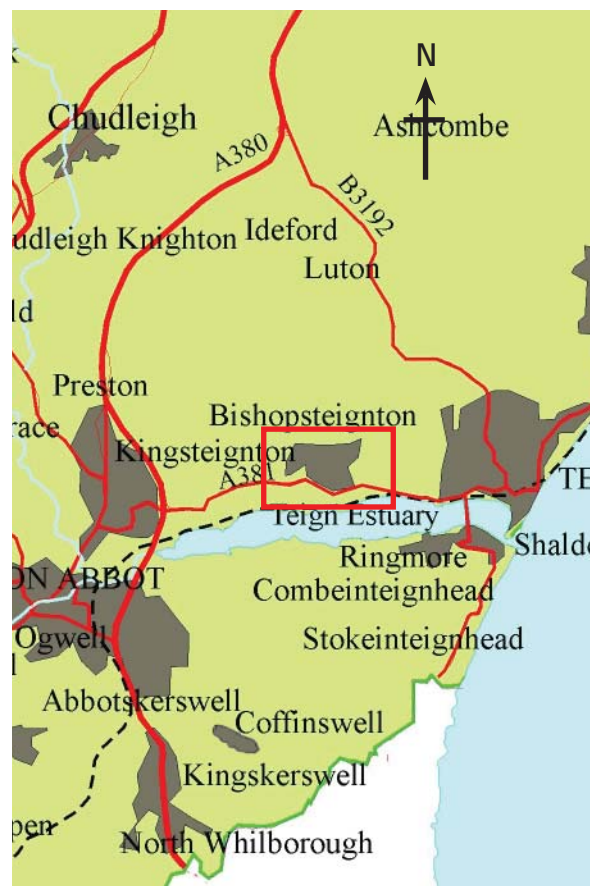 N
Chudleigh
Ashcombe
A380
B3192
udleigh Knighton
Ideford
Luton
ld
Preston
Bishopsteignton
race
Kingsteignton
A381
TE
Teign Estuary
Ringmore
Shaldo
ON ABBOT
Combeinteignhead
Ogwell
Stokeinteignhead
Abbotskerswell
Coffinswell
Kingskerswell
pen
North Whilborough